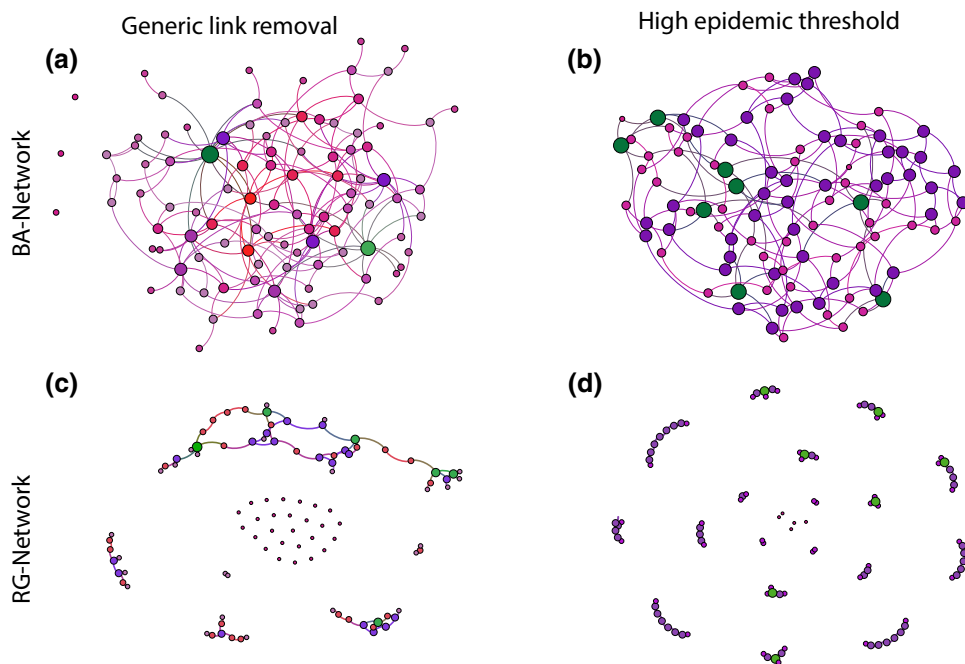 Generic link removal
High epidemic threshold
(a)
(b)
BA-Network
(c)
(d)
RG-Network